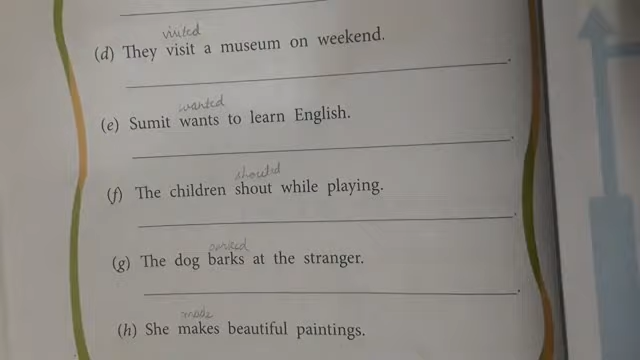 visited
(d) They visit a museum on weekend.
wanted
(e) Sumit wants to learn English.
shouted
(f) The children shout while playing.
barked
(g) The dog barks at the stranger.
made
(h) She makes beautiful paintings.